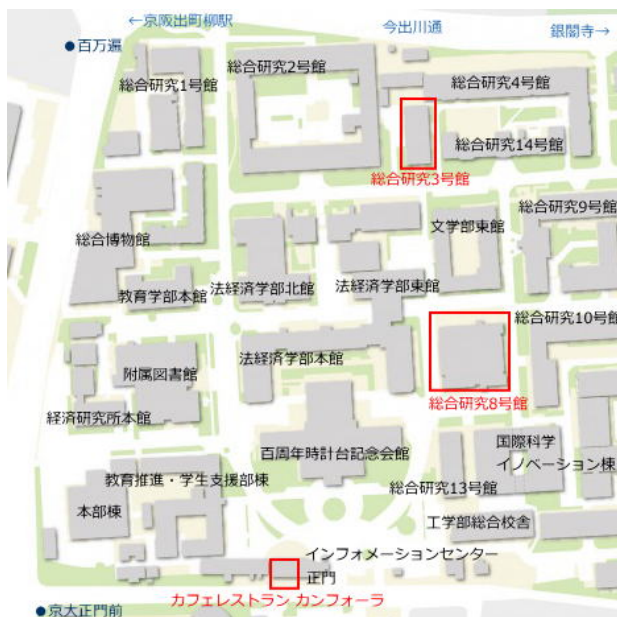 ←京阪出町柳駅
今出川通
銀閣寺→
●百万遍
総合研究1号館
総合研究2号館
総合研究4号館
総合研究14号館
総合研究3号館
総合研究9号館
文学部東館
総合博物館
教育学部本館
法経済学部北館
法経済学部東館
総合研究10号館
附属図書館
法経済学部本館
総合研究8号館
経済研究所本館
百周年時計台記念会館
国際科学
イノベーション棟
教育推進・学生支援部棟
総合研究13号館
本部棟
工学部総合校舎
インフォメーションセンター
正門
カフェレストラン カンフォーラ
●京大正門前